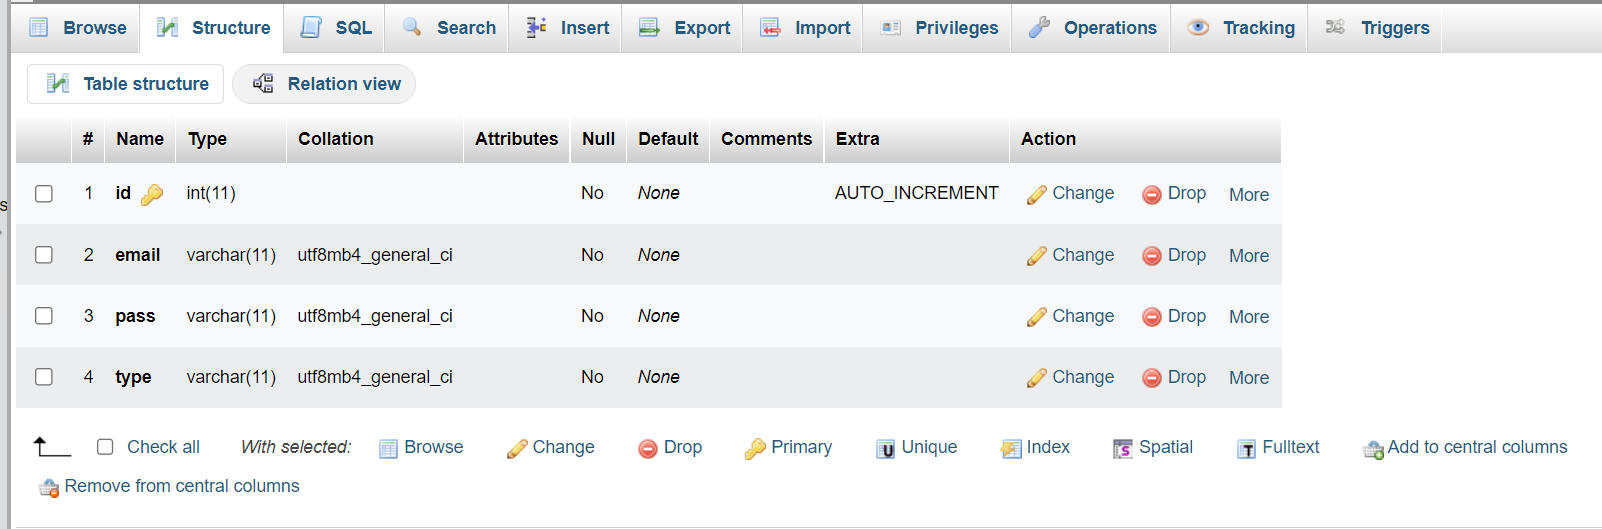 Browse Structure SQL Search Insert Export Import Privileges Operations Tracking Triggers
Table structure Relation view
# Name Type Collation Attributes Null Default Comments Extra Action
1 id int(11) No None AUTO_INCREMENT Change Drop More
2 email varchar(11) utf8mb4_general_ci No None Change Drop More
3 pass varchar(11) utf8mb4_general_ci No None Change Drop More
4 type varchar(11) utf8mb4_general_ci No None Change Drop More
Check all With selected: Browse Change Drop Primary Unique Index Spatial Fulltext Add to central columns
Remove from central columns